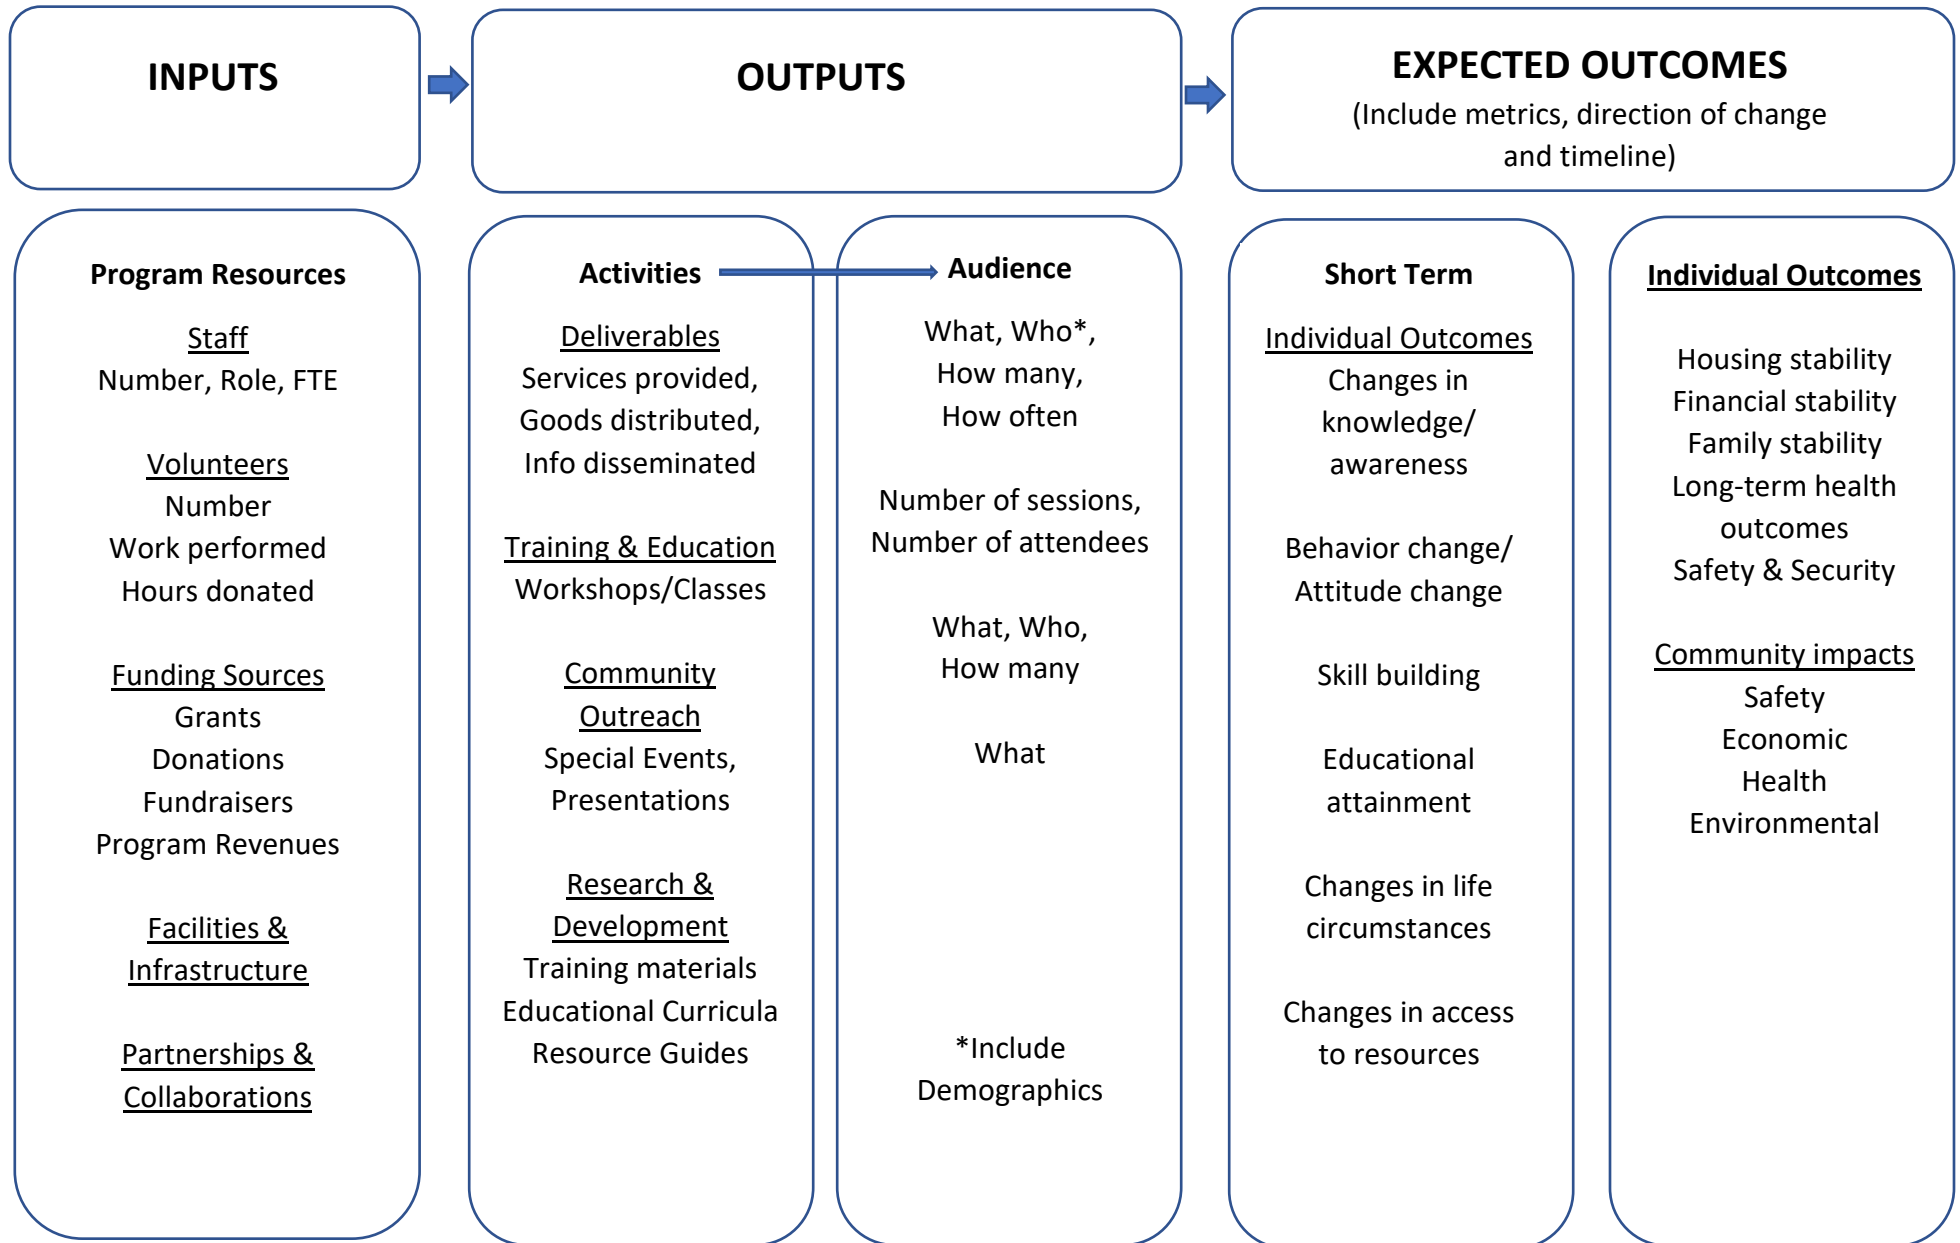 INPUTS
OUTPUTS
EXPECTED OUTCOMES
(Include metrics, direction of change
and timeline)
Program Resources
Staff
Number, Role, FTE
Volunteers
Number
Work performed
Hours donated
Funding Sources
Grants
Donations
Fundraisers
Program Revenues
Facilities &
Infrastructure
Partnerships &
Collaborations
Activities
Deliverables
Services provided,
Goods distributed,
Info disseminated
Training & Education
Workshops/Classes
Community
Outreach
Special Events,
Presentations
Research &
Development
Training materials
Educational Curricula
Resource Guides
Audience
What, Who*,
How many,
How often
Number of sessions,
Number of attendees
What, Who,
How many
What
*Include
Demographics
Short Term
Individual Outcomes
Changes in
knowledge/
awareness
Behavior change/
Attitude change
Skill building
Educational
attainment
Changes in life
circumstances
Changes in access
to resources
Individual Outcomes
Housing stability
Financial stability
Family stability
Long-term health
outcomes
Safety & Security
Community impacts
Safety
Economic
Health
Environmental